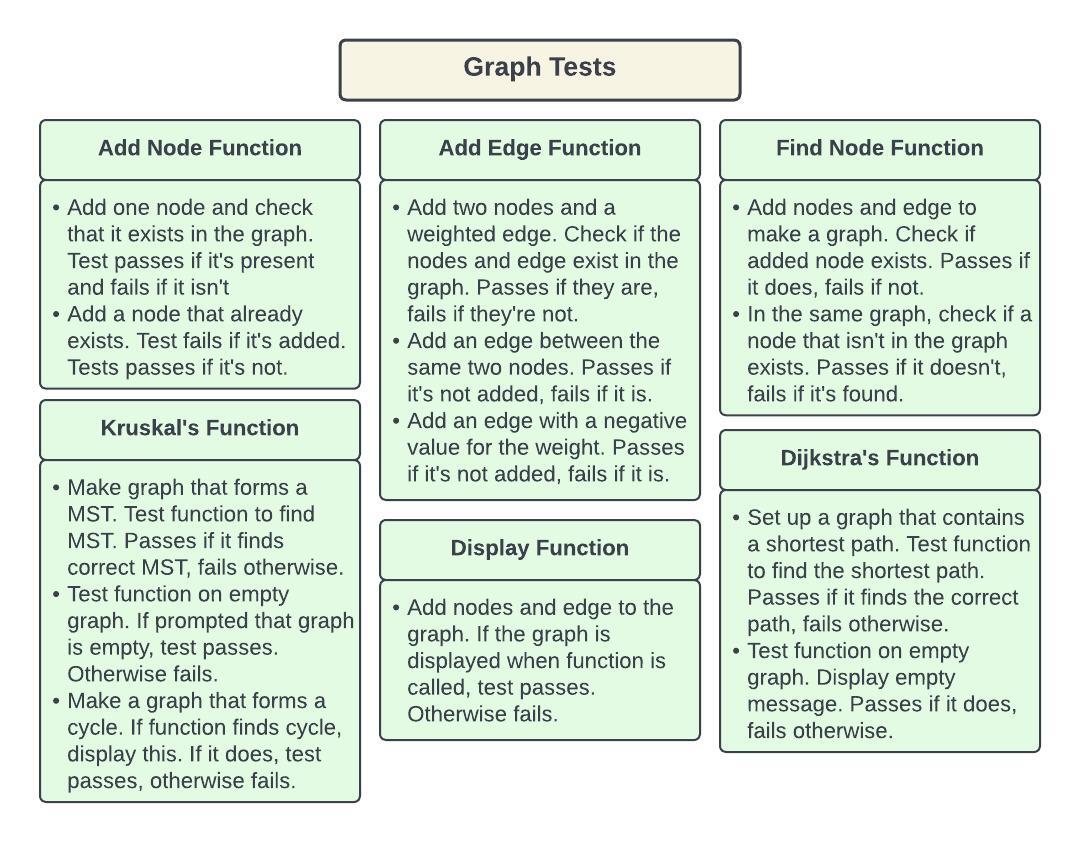 Graph Tests
Add Node Function
• Add one node and check
that it exists in the graph.
Test passes if it's present
and fails if it isn't
• Add a node that already
exists. Test fails if it's added.
Tests passes if it's not.
Kruskal's Function
• Make graph that forms a
MST. Test function to find
MST. Passes if it finds
correct MST, fails otherwise.
• Test function on empty
graph. If prompted that graph
is empty, test passes.
Otherwise fails.
• Make a graph that forms a
cycle. If function finds cycle,
display this. If it does, test
passes, otherwise fails.
Add Edge Function
• Add two nodes and a
weighted edge. Check if the
nodes and edge exist in the
graph. Passes if they are,
fails if they're not.
• Add an edge between the
same two nodes. Passes if
it's not added, fails if it is.
• Add an edge with a negative
value for the weight. Passes
if it's not added, fails if it is.
Display Function
• Add nodes and edge to the
graph. If the graph is
displayed when function is
called, test passes.
Otherwise fails.
Find Node Function
• Add nodes and edge to
make a graph. Check if
added node exists. Passes if
it does, fails if not.
• In the same graph, check if a
node that isn't in the graph
exists. Passes if it doesn't,
fails if it's found.
Dijkstra's Function
• Set up a graph that contains
a shortest path. Test function
to find the shortest path.
Passes if it finds the correct
path, fails otherwise.
• Test function on empty
graph. Display empty
message. Passes if it does,
fails otherwise.